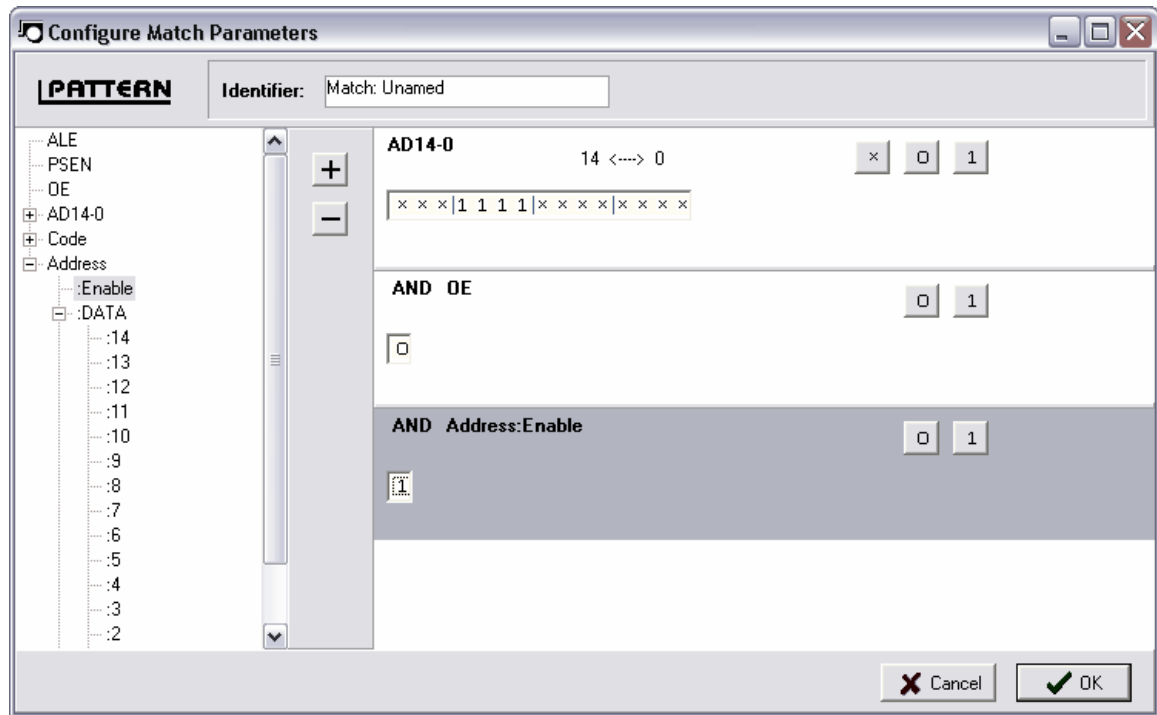 Configure Match Parameters
PATTERN
Identifier: Match: Unnamed
ALE
PSEN
OE
AD14-0
Code
Address
:Enable
:DATA
:14
:13
:12
:11
:10
:9
:8
:7
:6
:5
:4
:3
:2
+
−
AD14-0
14 <----> 0
× 0 1
× × ×|1 1 1 1|× × × ×|× × × ×
AND OE
0 1
0
AND Address:Enable
0 1
1
Cancel
OK